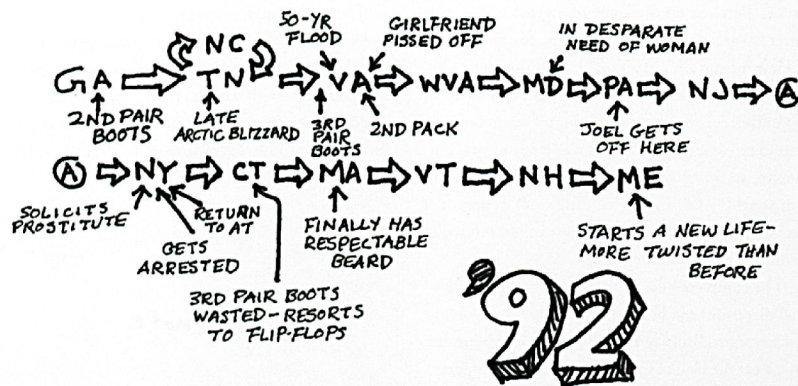 50-YR
FLOOD
GIRLFRIEND
PISSED OFF
IN DESPARATE
NEED OF WOMAN
NC
GA TN VA WVA MD PA NJ A
2ND PAIR
BOOTS
LATE
ARCTIC BLIZZARD
3RD
PAIR
BOOTS
2ND PACK
JOEL GETS
OFF HERE
A NY CT MA VT NH ME
SOLICITS
PROSTITUTE
GETS
ARRESTED
RETURN
TO AT
3RD PAIR BOOTS
WASTED-RESORTS
TO FLIP-FLOPS
FINALLY HAS
RESPECTABLE
BEARD
STARTS A NEW LIFE-
MORE TWISTED THAN
BEFORE
'92